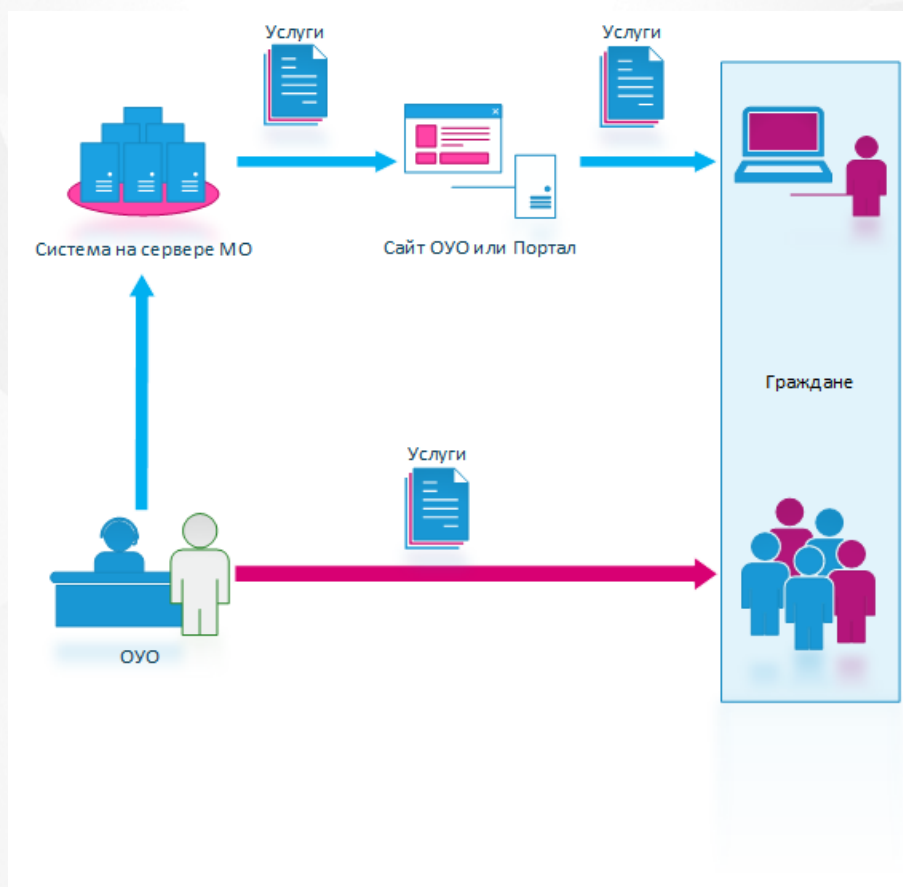 Услуги
Услуги
Система на сервере МО
Сайт ОУО или Портал
Граждане
Услуги
ОУО